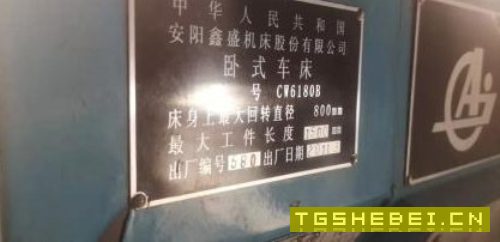 中华人民共和国
安阳鑫盛机床股份有限公司
卧式车床
号 CW6180B
床身上最大回转直径 800mm
最大工件长度 mm
出厂编号 680 出厂日期
TGSHEBEI.CN